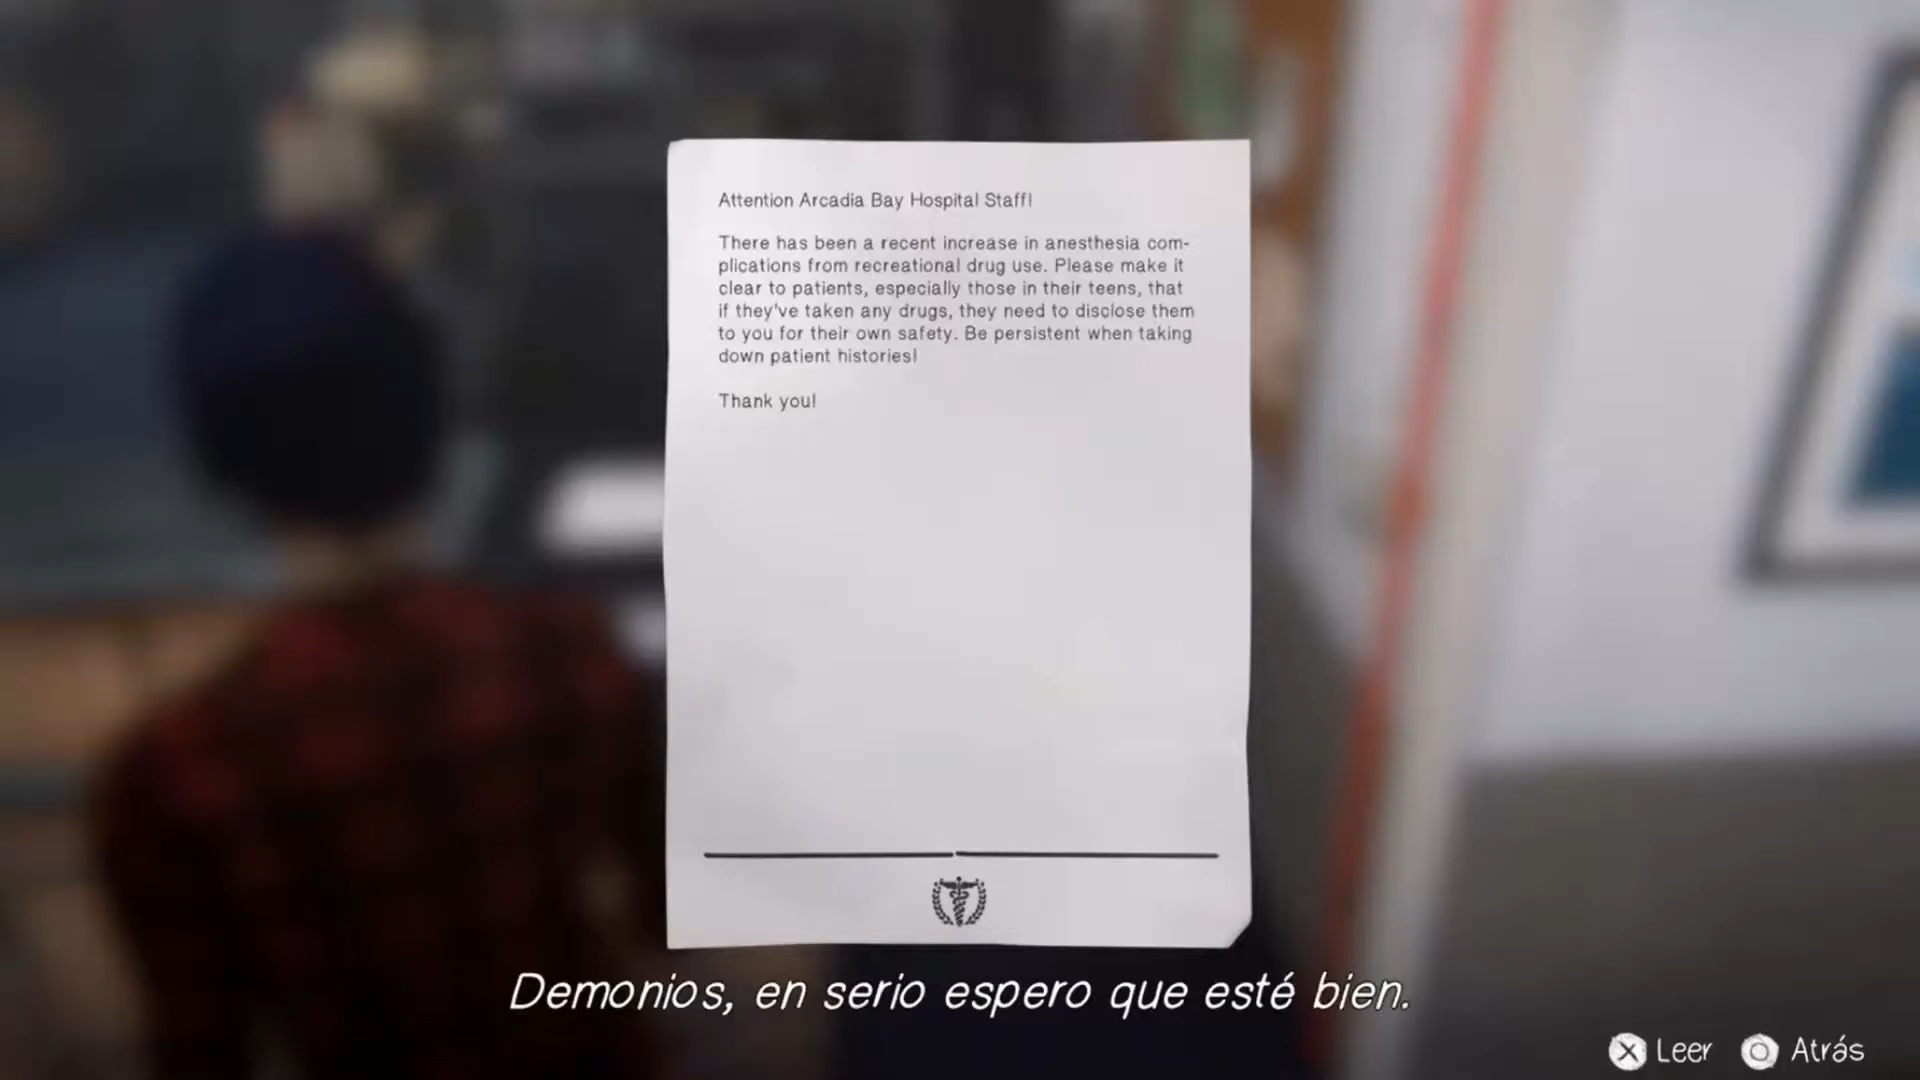 Attention Arcadia Bay Hospital Staff!
There has been a recent increase in anesthesia com-
plications from recreational drug use. Please make it
clear to patients, especially those in their teens, that
if they've taken any drugs, they need to disclose them
to you for their own safety. Be persistent when taking
down patient histories!
Thank you!
Demonios, en serio espero que esté bien.
Leer Atrás